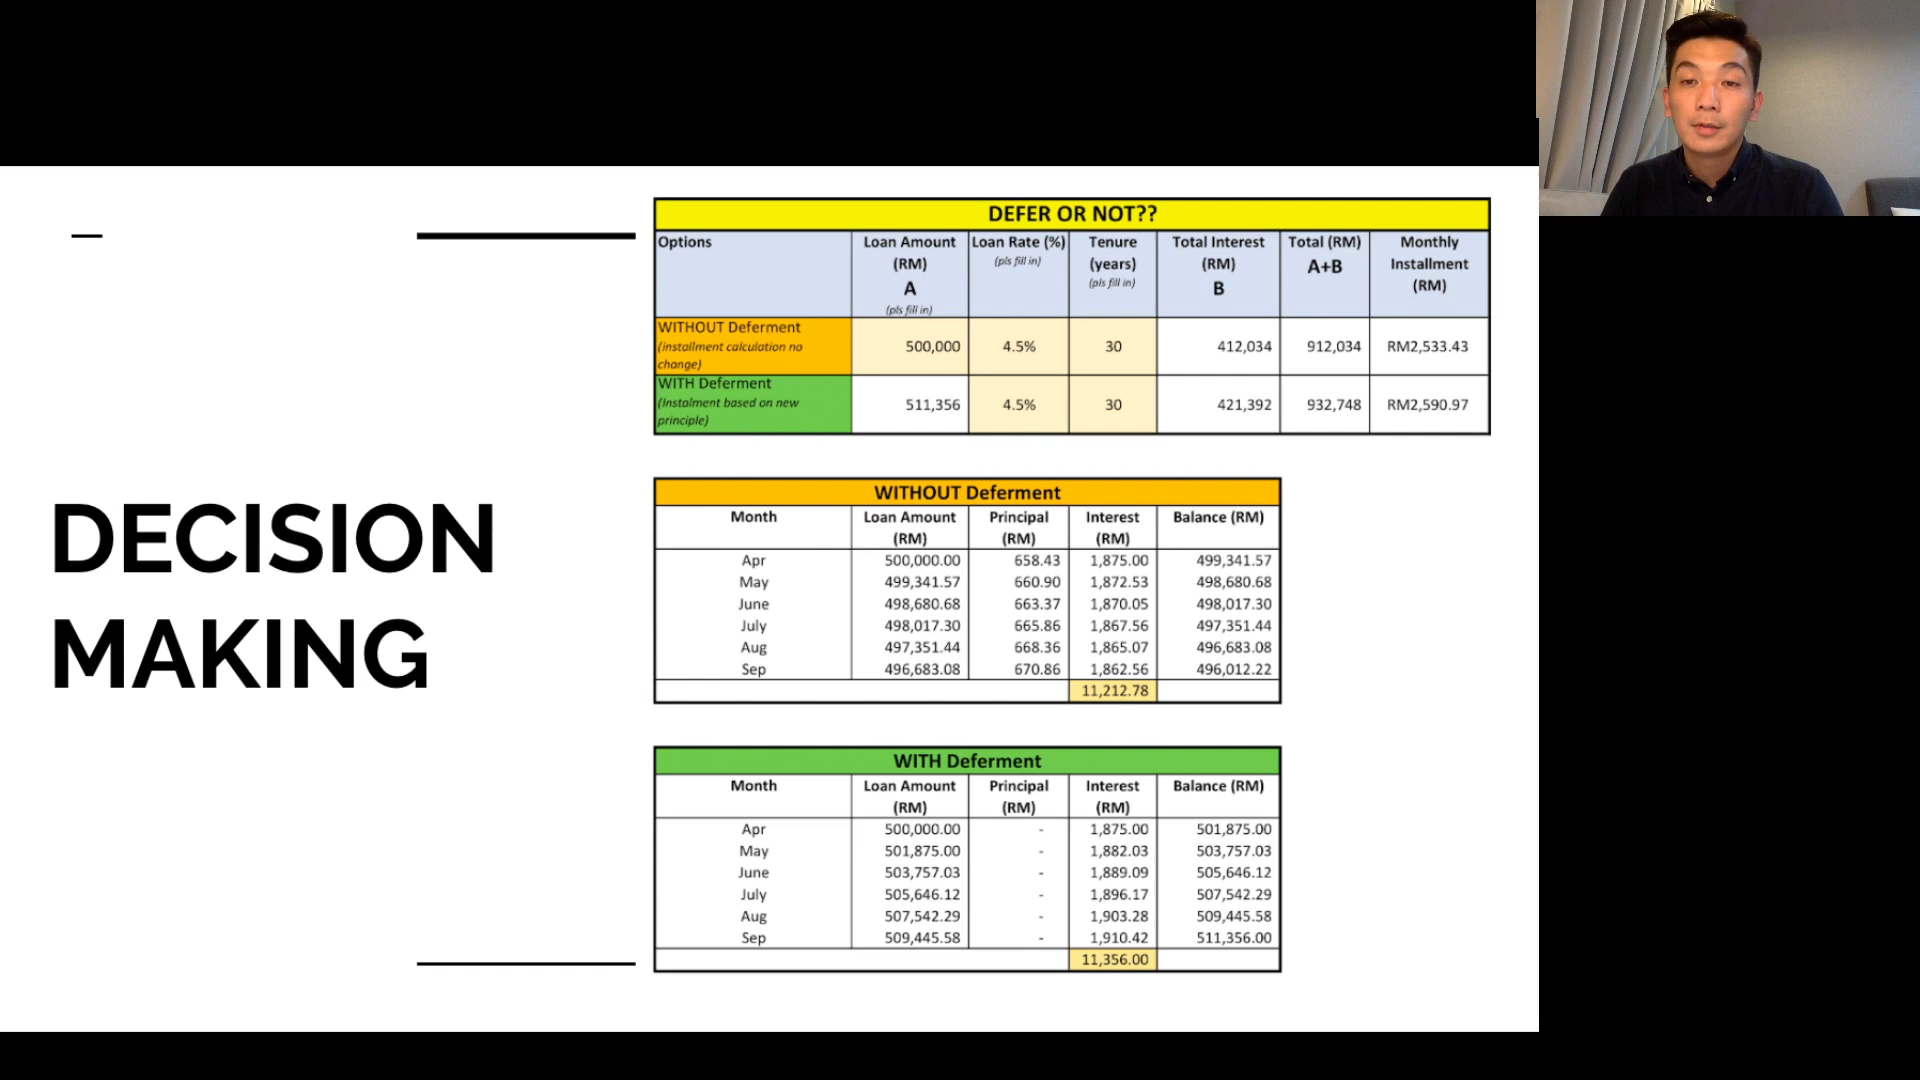 DECISION
MAKING
DEFER OR NOT??
Options Loan Amount (RM) A (pls fill in) Loan Rate (%) (pls fill in) Tenure (years) (pls fill in) Total Interest (RM) B Total (RM) A+B Monthly Installment (RM)
WITHOUT Deferment (installment calculation no change) 500,000 4.5% 30 412,034 912,034 RM2,533.43
WITH Deferment (Instalment based on new principle) 511,356 4.5% 30 421,392 932,748 RM2,590.97
WITHOUT Deferment
Month Loan Amount (RM) Principal (RM) Interest (RM) Balance (RM)
Apr 500,000.00 658.43 1,875.00 499,341.57
May 499,341.57 660.90 1,872.53 498,680.68
June 498,680.68 663.37 1,870.05 498,017.30
July 498,017.30 665.86 1,867.56 497,351.44
Aug 497,351.44 668.36 1,865.07 496,683.08
Sep 496,683.08 670.86 1,862.56 496,012.22
11,212.78
WITH Deferment
Month Loan Amount (RM) Principal (RM) Interest (RM) Balance (RM)
Apr 500,000.00 - 1,875.00 501,875.00
May 501,875.00 - 1,882.03 503,757.03
June 503,757.03 - 1,889.09 505,646.12
July 505,646.12 - 1,896.17 507,542.29
Aug 507,542.29 - 1,903.28 509,445.58
Sep 509,445.58 - 1,910.42 511,356.00
11,356.00